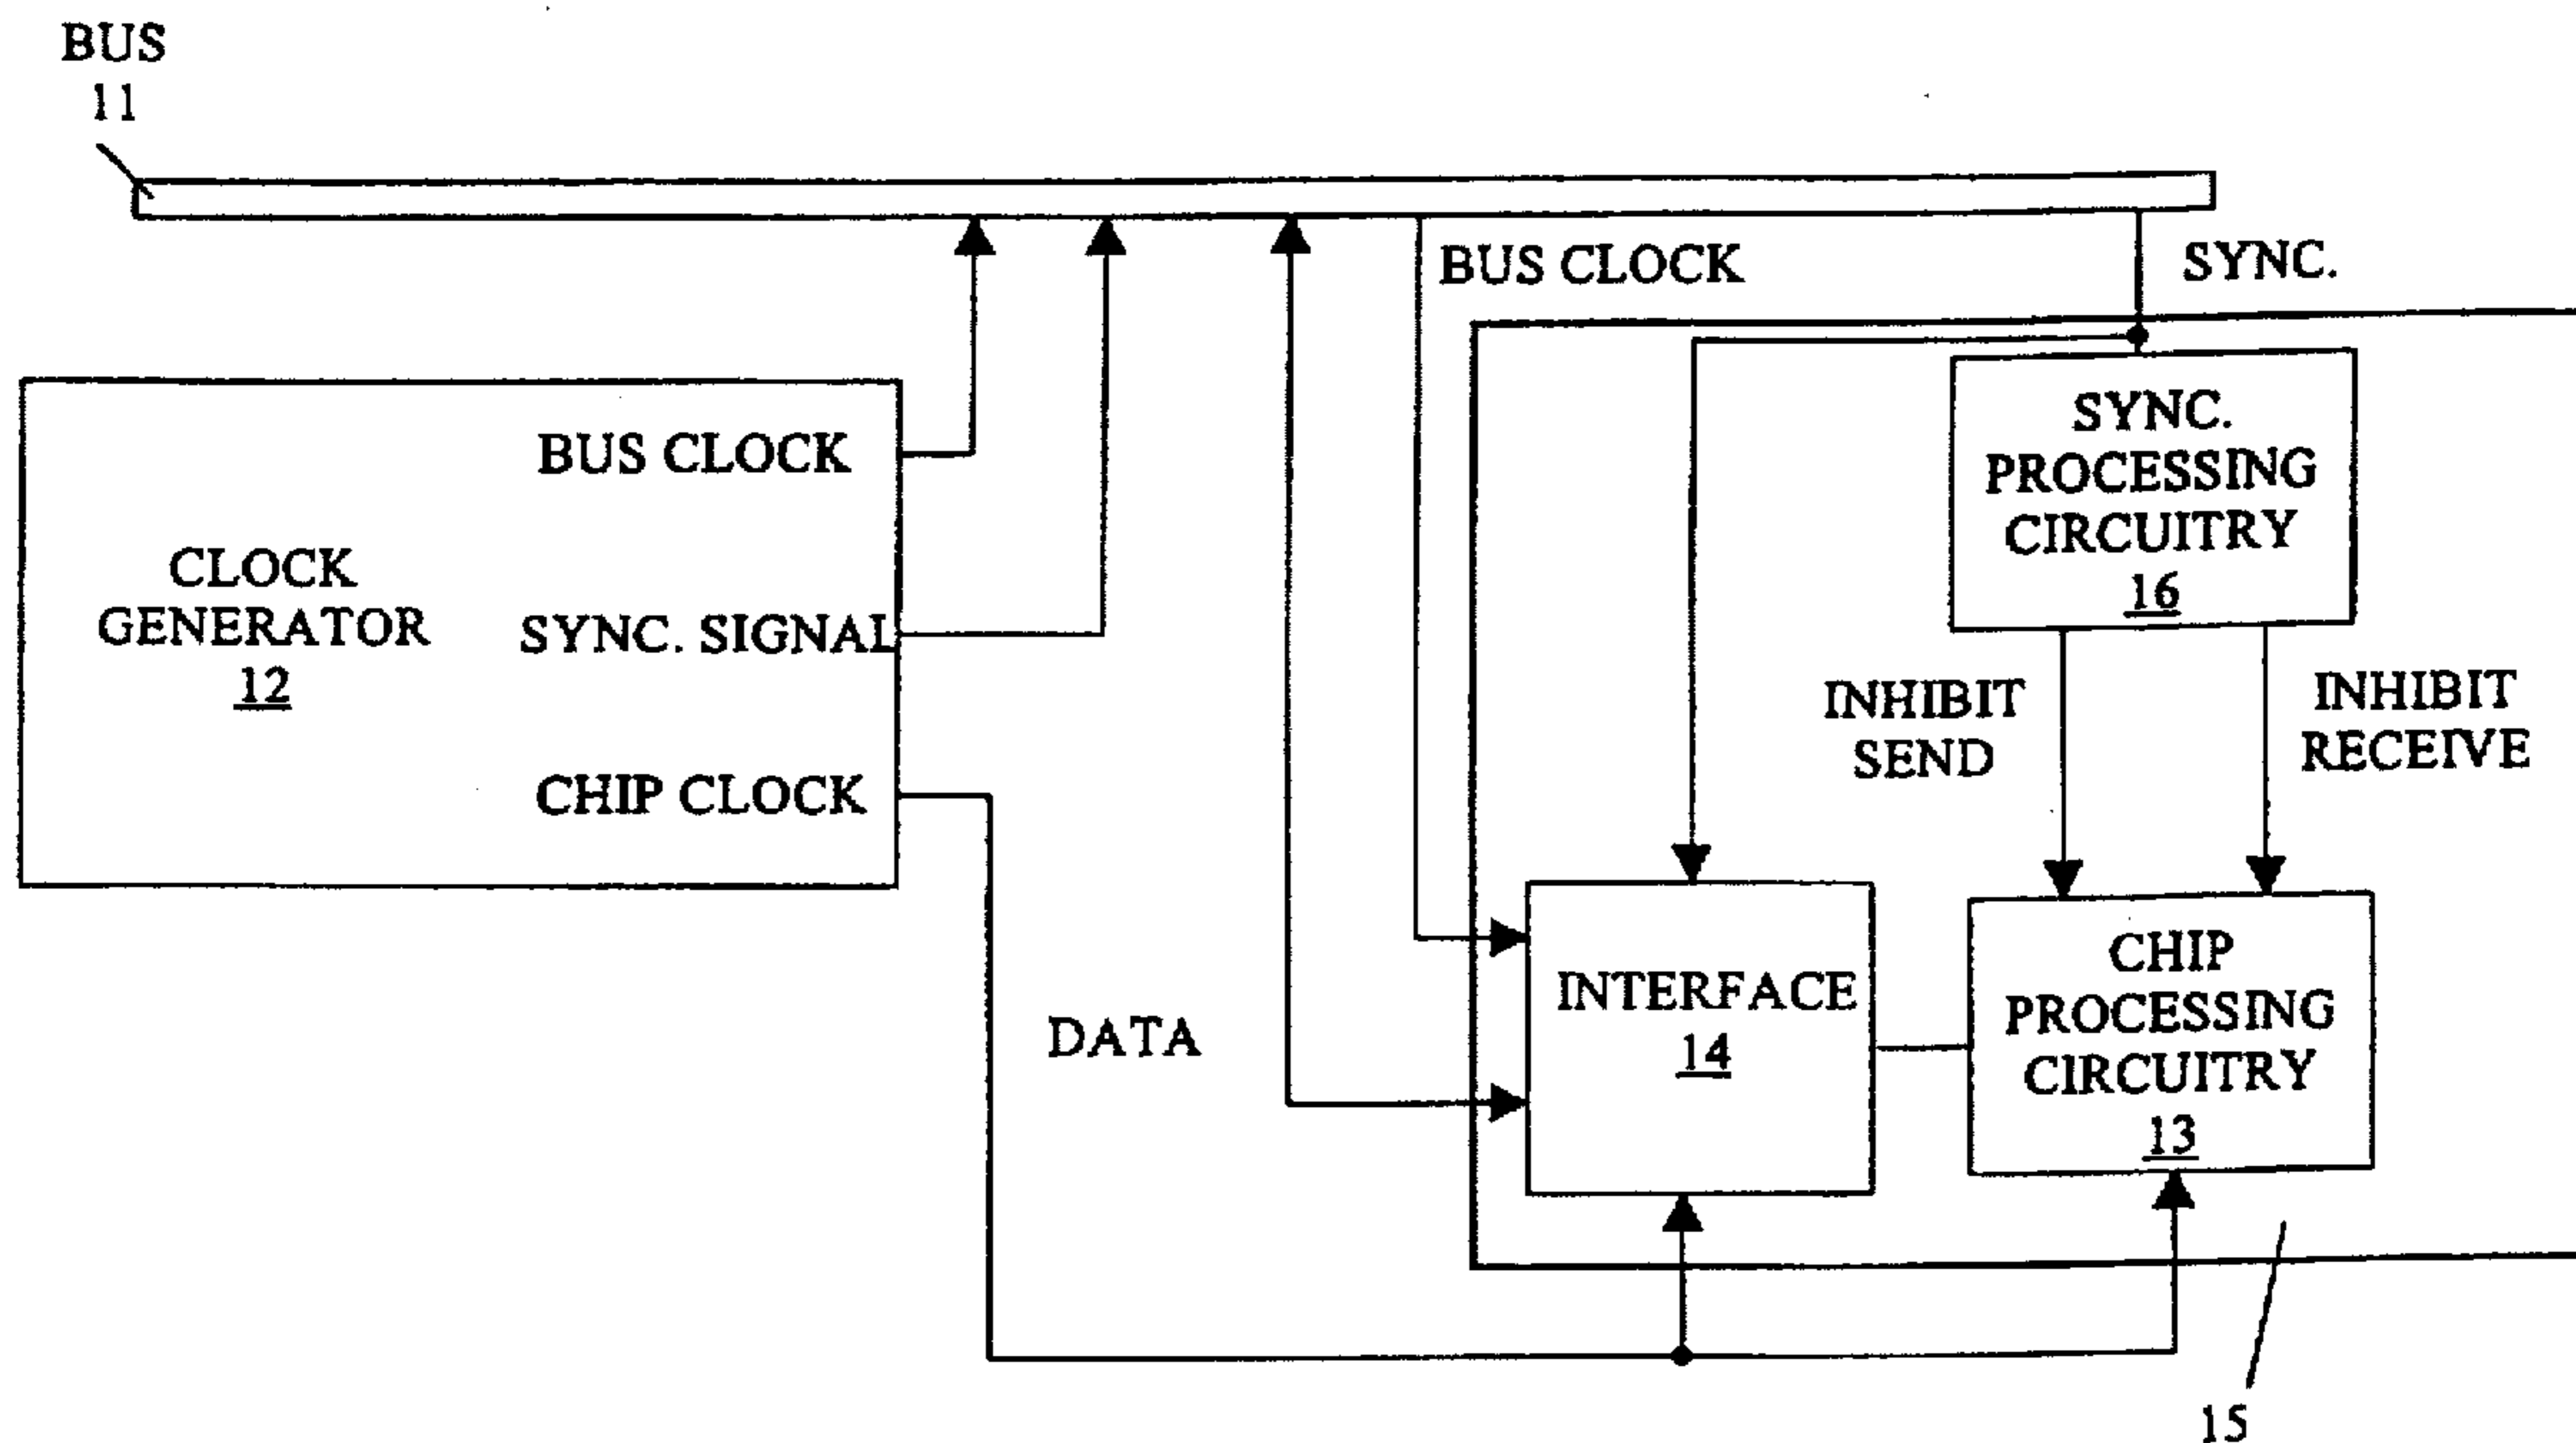 BUS
11
BUS CLOCK
SYNC.
CLOCK
GENERATOR
12
BUS CLOCK
SYNC. SIGNAL
CHIP CLOCK
SYNC.
PROCESSING
CIRCUITRY
16
INHIBIT
SEND
INHIBIT
RECEIVE
DATA
INTERFACE
14
CHIP
PROCESSING
CIRCUITRY
13
15